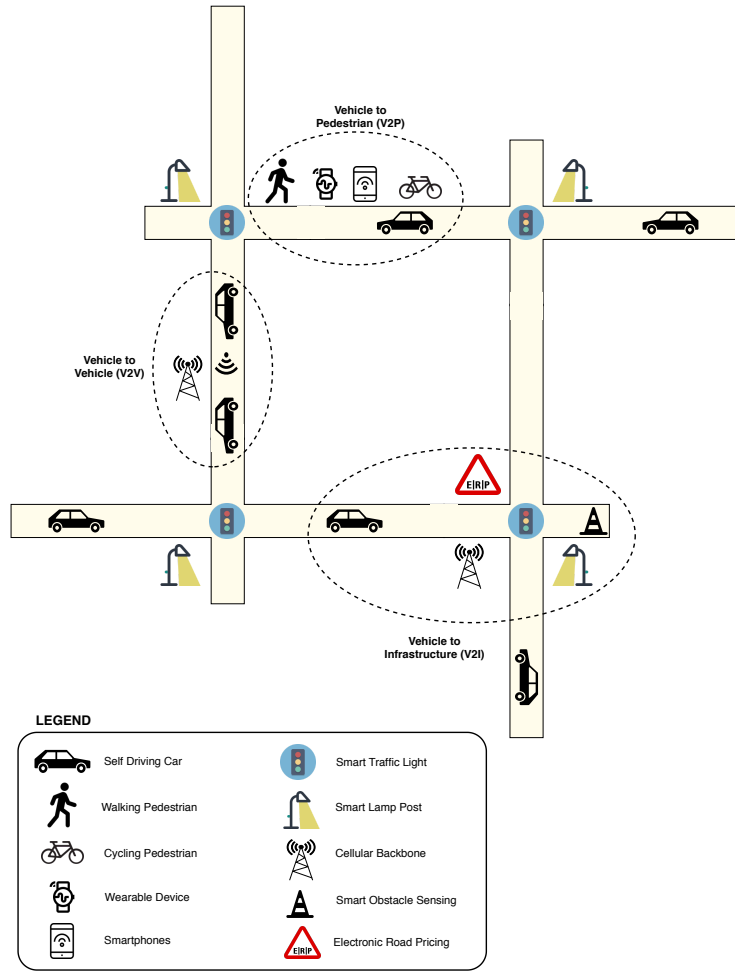 Vehicle to
Pedestrian (V2P)
Vehicle to
Vehicle (V2V)
E|R|P
Vehicle to
Infrastructure (V2I)
LEGEND
Self Driving Car
Smart Traffic Light
Walking Pedestrian
Smart Lamp Post
Cycling Pedestrian
Cellular Backbone
Wearable Device
Smart Obstacle Sensing
Smartphones
E|R|P
Electronic Road Pricing